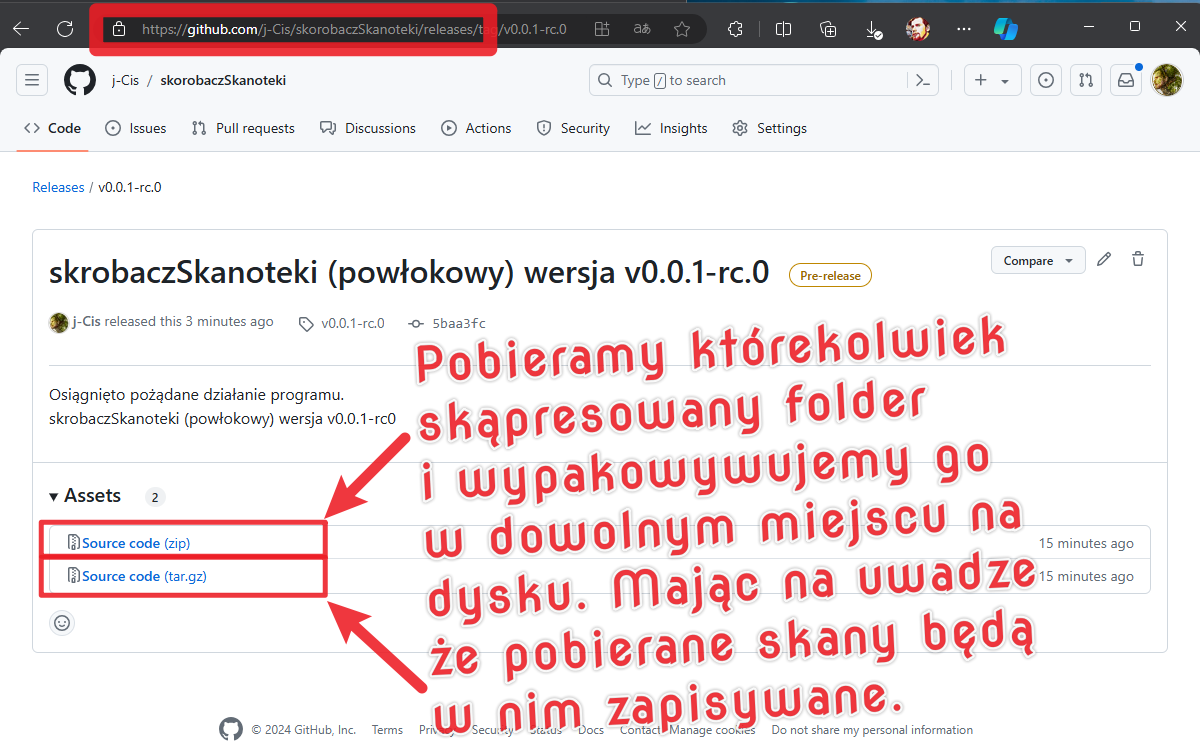 https://github.com/j-Cis/skorobaczSkanoteki/releases/tag/v0.0.1-rc.0
j-Cis / skorobaczSkanoteki
Type / to search
Code Issues Pull requests Discussions Actions Security Insights Settings
Releases / v0.0.1-rc.0
skrobaczSkanoteki (powłokowy) wersja v0.0.1-rc.0 Pre-release
Compare
j-Cis released this 3 minutes ago v0.0.1-rc.0 5baa3fc
Osiągnięto pożądane działanie programu.
skrobaczSkanoteki (powłokowy) wersja v0.0.1-rc0
Pobieramy którekolwiek
skąpresowany folder
i wypakowywujemy go
w dowolnym miejscu na
dysku. Mając na uwadze
że pobierane skany będą
w nim zapisywane.
Assets 2
Source code (zip) 15 minutes ago
Source code (tar.gz) 15 minutes ago
© 2024 GitHub, Inc. Terms Privacy Security Status Docs Contact Manage cookies Do not share my personal information